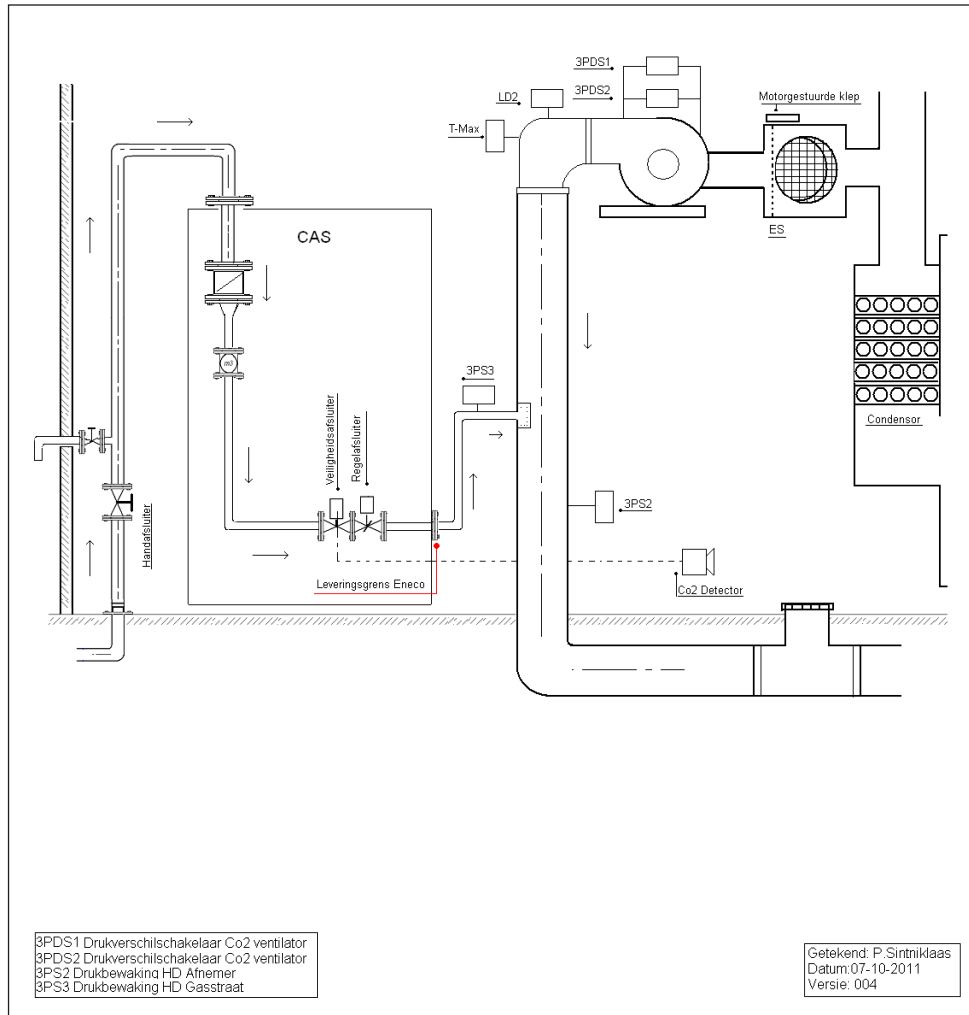 3PDS1
3PDS2
LD2
T-Max
Motorgestuurde klep
ES
CAS
m3
3PS3
Veiligheidsafsluiter
Regelafsluiter
Condensor
Handafsluiter
3PS2
Leveringsgrens Eneco
Co2 Detector
3PDS1 Drukverschilschakelaar Co2 ventilator
3PDS2 Drukverschilschakelaar Co2 ventilator
3PS2 Drukbewaking HD Afnemer
3PS3 Drukbewaking HD Gasstraat
Getekend: P.Sintniklaas
Datum:07-10-2011
Versie: 004